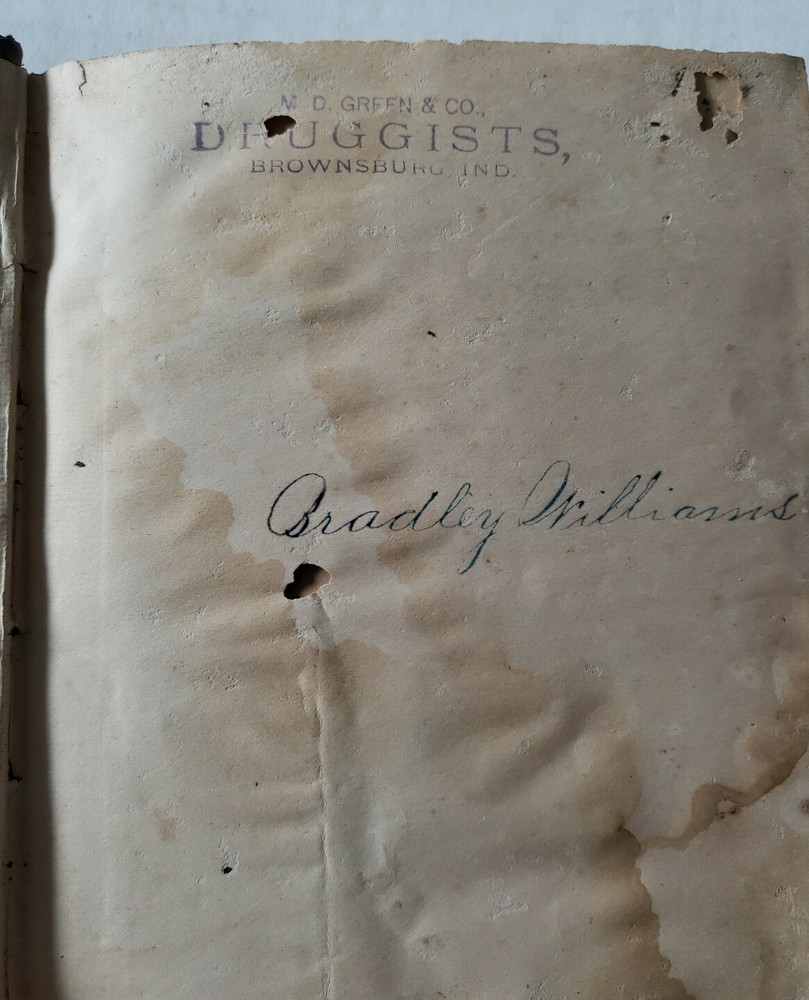 M. D. GREEN & CO.,
DRUGGISTS,
BROWNSBURG, IND.
Bradley Williams